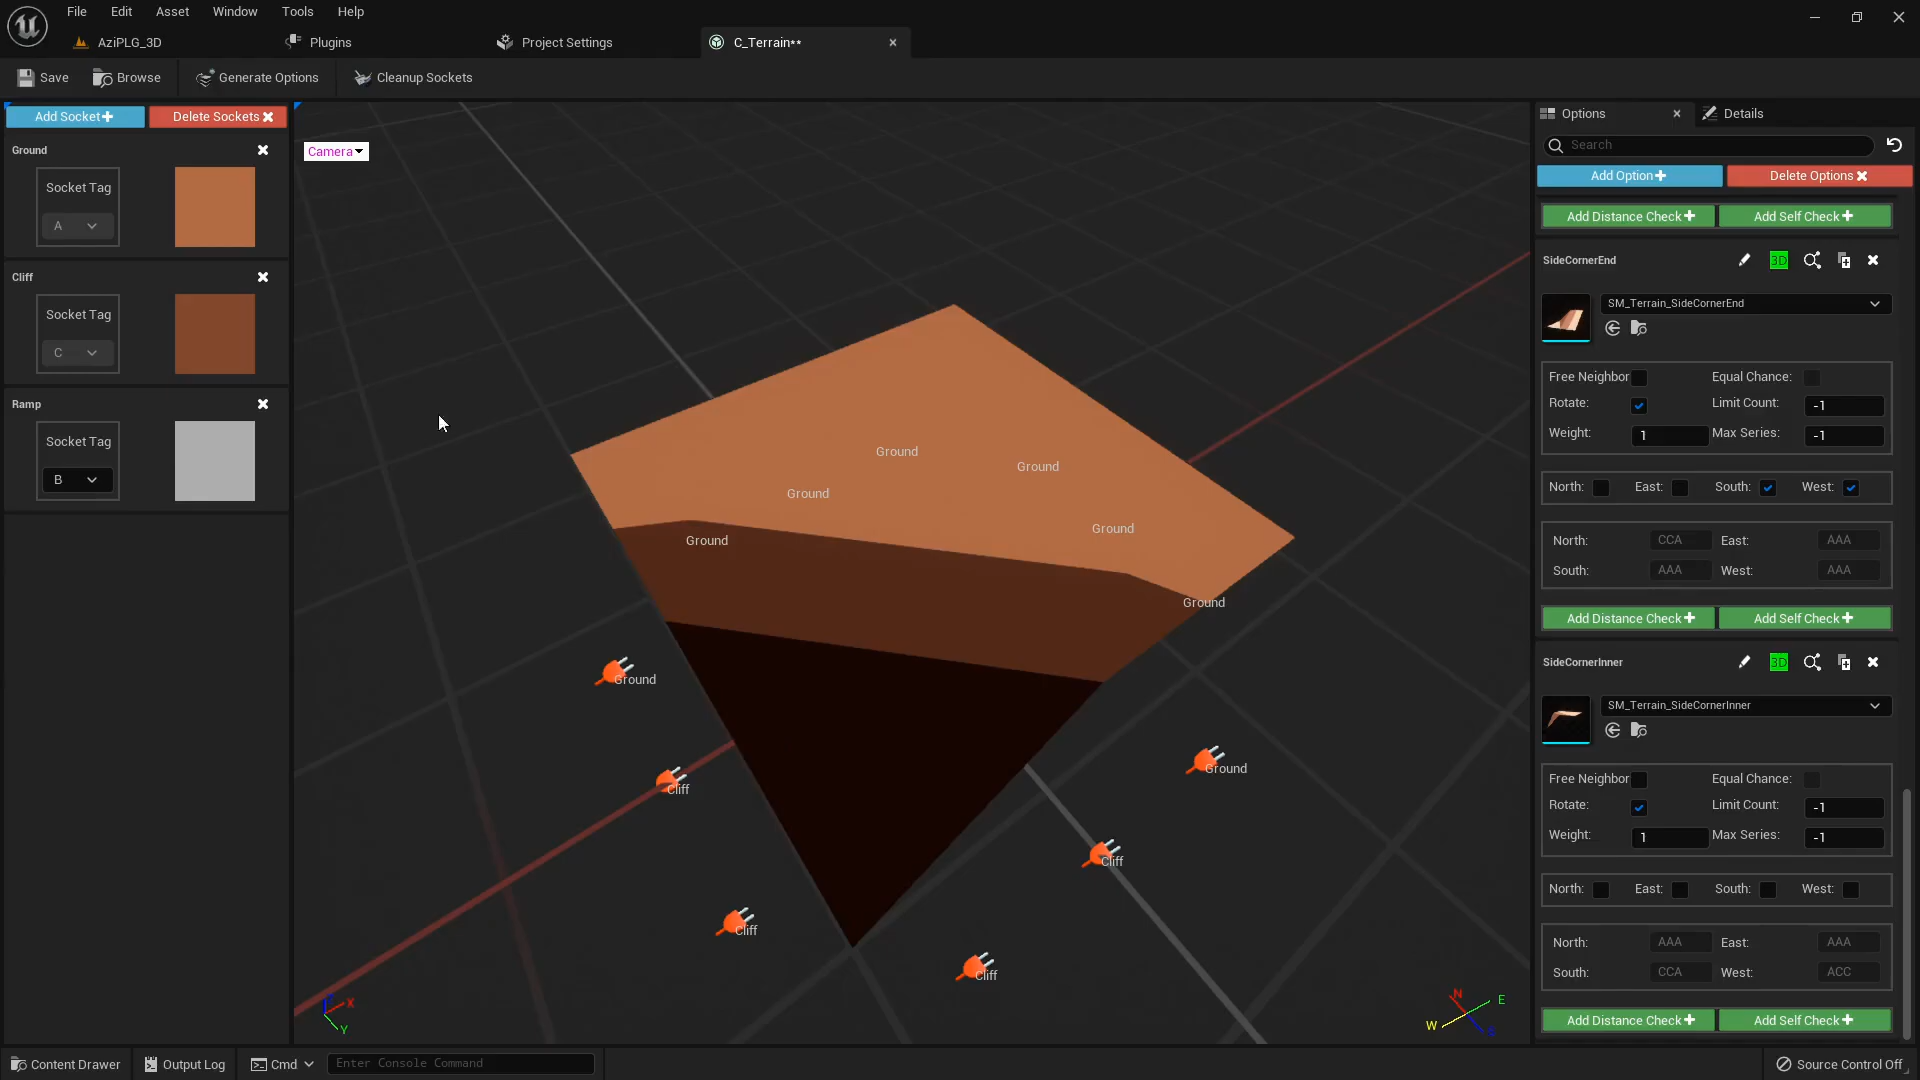 File Edit Asset Window Tools Help
AziPLG_3D Plugins Project Settings C_Terrain**
Save Browse Generate Options Cleanup Sockets
Add Socket Delete Sockets
Ground
Socket Tag
A
Cliff
Socket Tag
C
Ramp
Socket Tag
B
Camera
Ground
Ground
Ground
Ground
Ground
Ground
Ground
Ground
Cliff
Cliff
Cliff
Cliff
X
Y
N
E
W
Options Details
Search
Add Option Delete Options
Add Distance Check Add Self Check
SideCornerEnd 3D
SM_Terrain_SideCornerEnd
Free Neighbor Equal Chance:
Rotate: Limit Count: -1
Weight: 1 Max Series: -1
North: East: South: West:
North: CCA East: AAA
South: AAA West: AAA
Add Distance Check Add Self Check
SideCornerInner 3D
SM_Terrain_SideCornerInner
Free Neighbor Equal Chance:
Rotate: Limit Count: -1
Weight: 1 Max Series: -1
North: East: South: West:
North: AAA East: AAA
South: CCA West: ACC
Add Distance Check Add Self Check
Content Drawer Output Log Cmd Enter Console Command Source Control Off